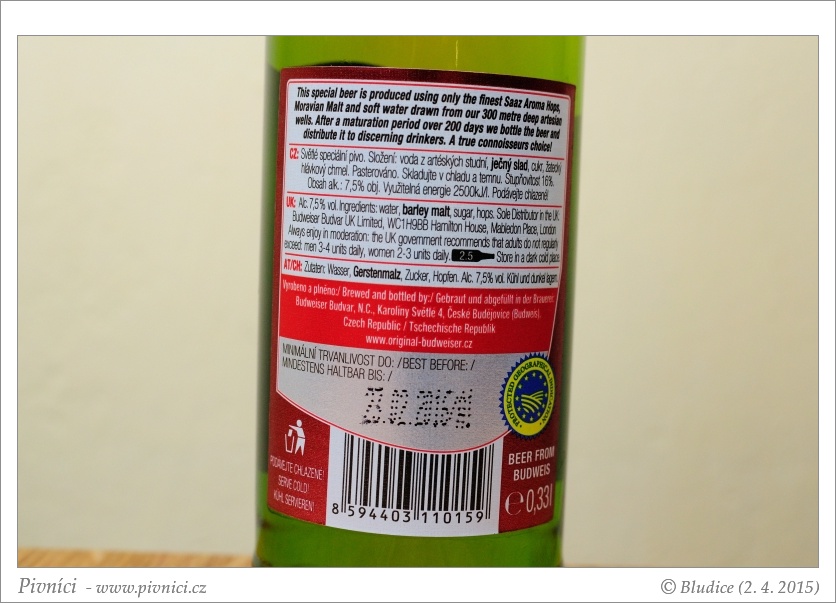 This special beer is produced using only the finest Saaz Aroma Hops,
Moravian Malt and soft water drawn from our 300 metre deep artesian
wells. After a maturation period over 200 days we bottle the beer and
distribute it to discerning drinkers. A true connoisseurs choice!
CZ: Světlé speciální pivo. Složení: voda z artéských studní, ječný slad, cukr, žatecký
hlávkový chmel. Pasterováno. Skladujte v chladu a temnu. Stupňovitost 16%.
Obsah alk.: 7,5% obj. Využitelná energie 2500kJ/l. Podávejte chlazené!
UK: Alc. 7,5% vol. Ingredients: water, barley malt, sugar, hops. Sole Distributor in the UK:
Budweiser Budvar UK Limited, WC1H9BB Hamilton House, Mabledon Place, London
Always enjoy in moderation: the UK government recommends that adults do not regularly
exceed: men 3-4 units daily, women 2-3 units daily. 2.5 Store in a dark cold place.
AT/CH: Zutaten: Wasser, Gerstenmalz, Zucker, Hopfen. Alc. 7,5% vol. Kühl und dunkel lagern.
Vyrobeno a plněno:/ Brewed and bottled by:/ Gebraut und abgefüllt in der Brauerei:
Budweiser Budvar, N.C., Karolíny Světlé 4, České Budějovice (Budweis),
Czech Republic / Tschechische Republik
www.original-budweiser.cz
MINIMÁLNÍ TRVANLIVOST DO: /BEST BEFORE: /
MINDESTENS HALTBAR BIS: /
PROTECTED GEOGRAPHICAL INDICATION
PODÁVEJTE CHLAZENÉ!
SERVE COLD!
KÜHL SERVIEREN!
8 594403 110159
BEER FROM
BUDWEIS
℮ 0,33l
Pivníci - www.pivnici.cz
© Bludice (2. 4. 2015)